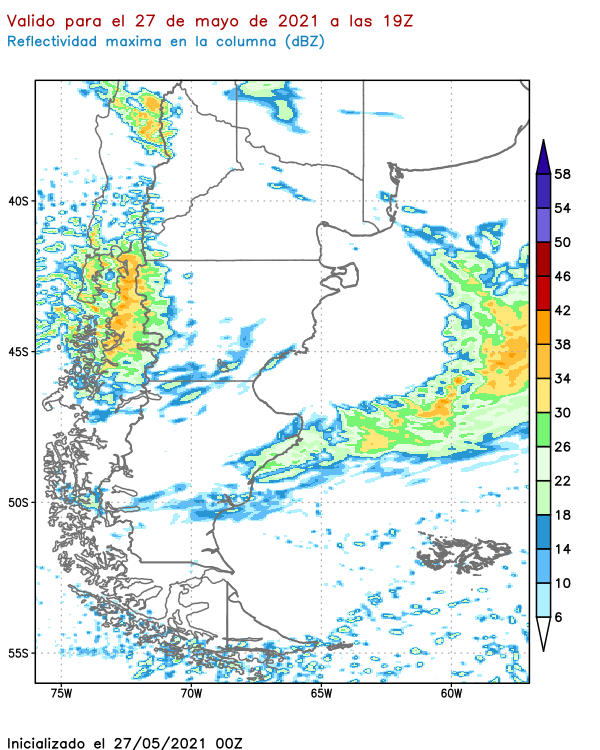 Valido para el 27 de mayo de 2021 a las 19Z
Reflectividad maxima en la columna (dBZ)
40S
45S
50S
55S
75W
70W
65W
60W
58
54
50
46
42
38
34
30
26
22
18
14
10
6
Inicializado el 27/05/2021 00Z